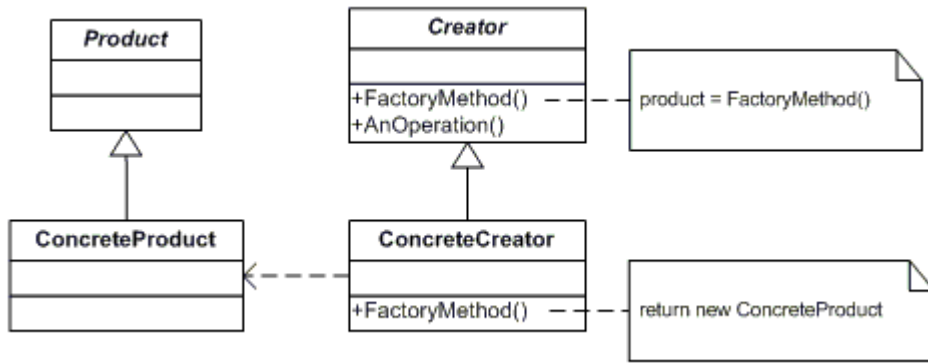 Product
Creator
+FactoryMethod()
+AnOperation()
product = FactoryMethod()
ConcreteProduct
ConcreteCreator
+FactoryMethod()
return new ConcreteProduct